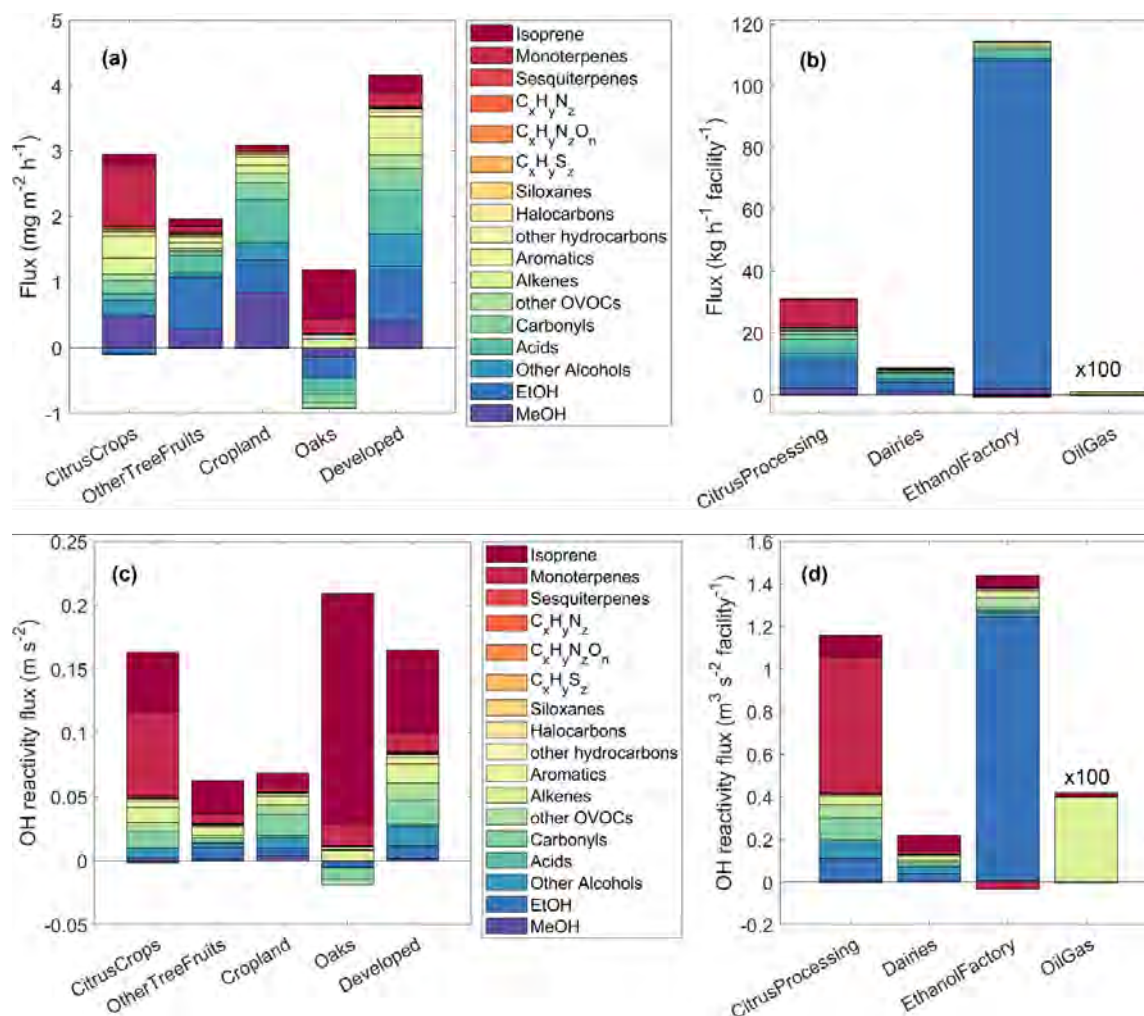 (a)
Flux (mg m⁻² h⁻¹)
5
4
3
2
1
0
-1
CitrusCrops
OtherTreeFruits
Cropland
Oaks
Developed
Isoprene
Monoterpenes
Sesquiterpenes
CₓHᵧN_z
CₓHᵧN_zOₙ
CₓHᵧS_z
Siloxanes
Halocarbons
other hydrocarbons
Aromatics
Alkenes
other OVOCs
Carbonyls
Acids
Other Alcohols
EtOH
MeOH
(b)
Flux (kg h⁻¹ facility⁻¹)
120
100
80
60
40
20
0
x100
CitrusProcessing
Dairies
EthanolFactory
OilGas
(c)
OH reactivity flux (m s⁻²)
0.25
0.2
0.15
0.1
0.05
0
-0.05
CitrusCrops
OtherTreeFruits
Cropland
Oaks
Developed
Isoprene
Monoterpenes
Sesquiterpenes
CₓHᵧN_z
CₓHᵧN_zOₙ
CₓHᵧS_z
Siloxanes
Halocarbons
other hydrocarbons
Aromatics
Alkenes
other OVOCs
Carbonyls
Acids
Other Alcohols
EtOH
MeOH
(d)
OH reactivity flux (m³ s⁻² facility⁻¹)
1.6
1.4
1.2
1
0.8
0.6
0.4
0.2
0
-0.2
x100
CitrusProcessing
Dairies
EthanolFactory
OilGas